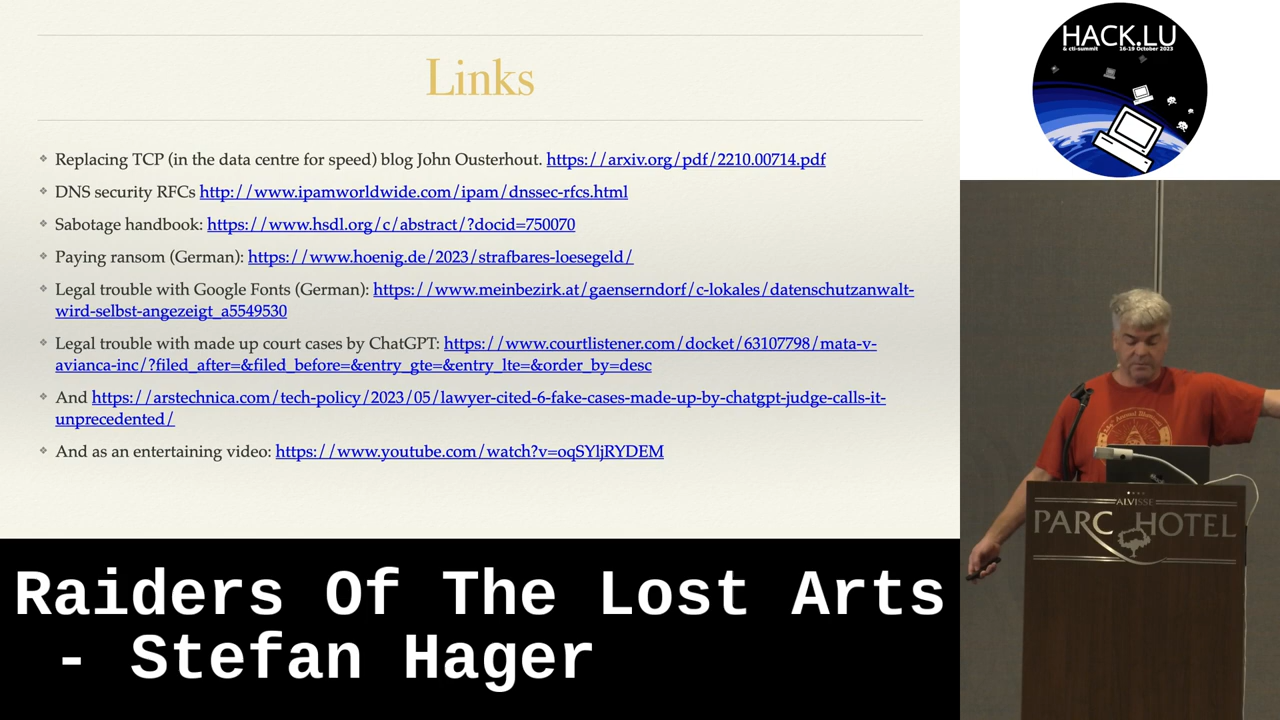 Links
Replacing TCP (in the data centre for speed) blog John Ousterhout. https://arxiv.org/pdf/2210.00714.pdf
DNS security RFCs http://www.ipamworldwide.com/ipam/dnssec-rfcs.html
Sabotage handbook: https://www.hsdl.org/c/abstract/?docid=750070
Paying ransom (German): https://www.hoenig.de/2023/strafbares-loesegeld/
Legal trouble with Google Fonts (German): https://www.meinbezirk.at/gaenserndorf/c-lokales/datenschutzanwalt-
wird-selbst-angezeigt_a5549530
Legal trouble with made up court cases by ChatGPT: https://www.courtlistener.com/docket/63107798/mata-v-
avianca-inc/?filed_after=&filed_before=&entry_gte=&entry_lte=&order_by=desc
And https://arstechnica.com/tech-policy/2023/05/lawyer-cited-6-fake-cases-made-up-by-chatgpt-judge-calls-it-
unprecedented/
And as an entertaining video: https://www.youtube.com/watch?v=oqSYljRYDEM
Raiders Of The Lost Arts
- Stefan Hager
HACK.LU
& cti-summit 16-19 October 2023
ALVISSE
PARC HOTEL